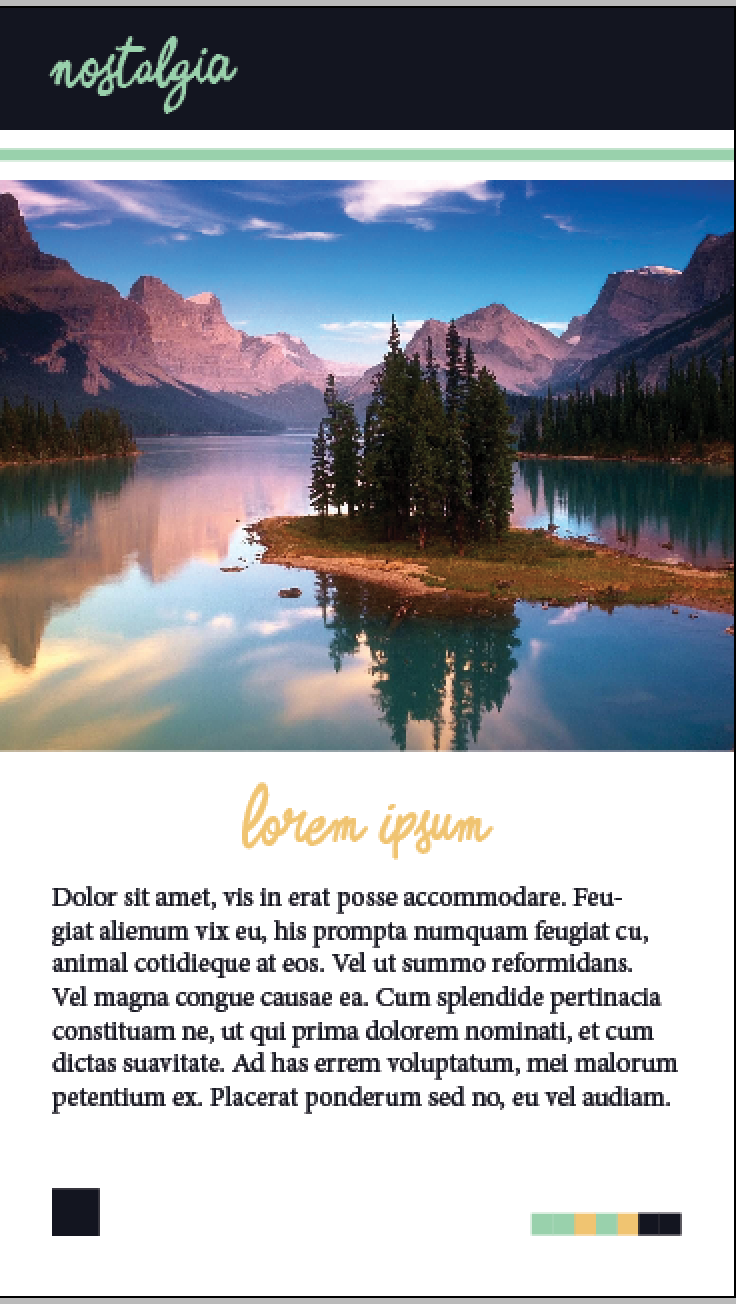 nostalgia
lorem ipsum
Dolor sit amet, vis in erat posse accommodare. Feu-
giat alienum vix eu, his prompta numquam feugiat cu,
animal cotidieque at eos. Vel ut summo reformidans.
Vel magna congue causae ea. Cum splendide pertinacia
constituam ne, ut qui prima dolorem nominati, et cum
dictas suavitate. Ad has errem voluptatum, mei malorum
petentium ex. Placerat ponderum sed no, eu vel audiam.